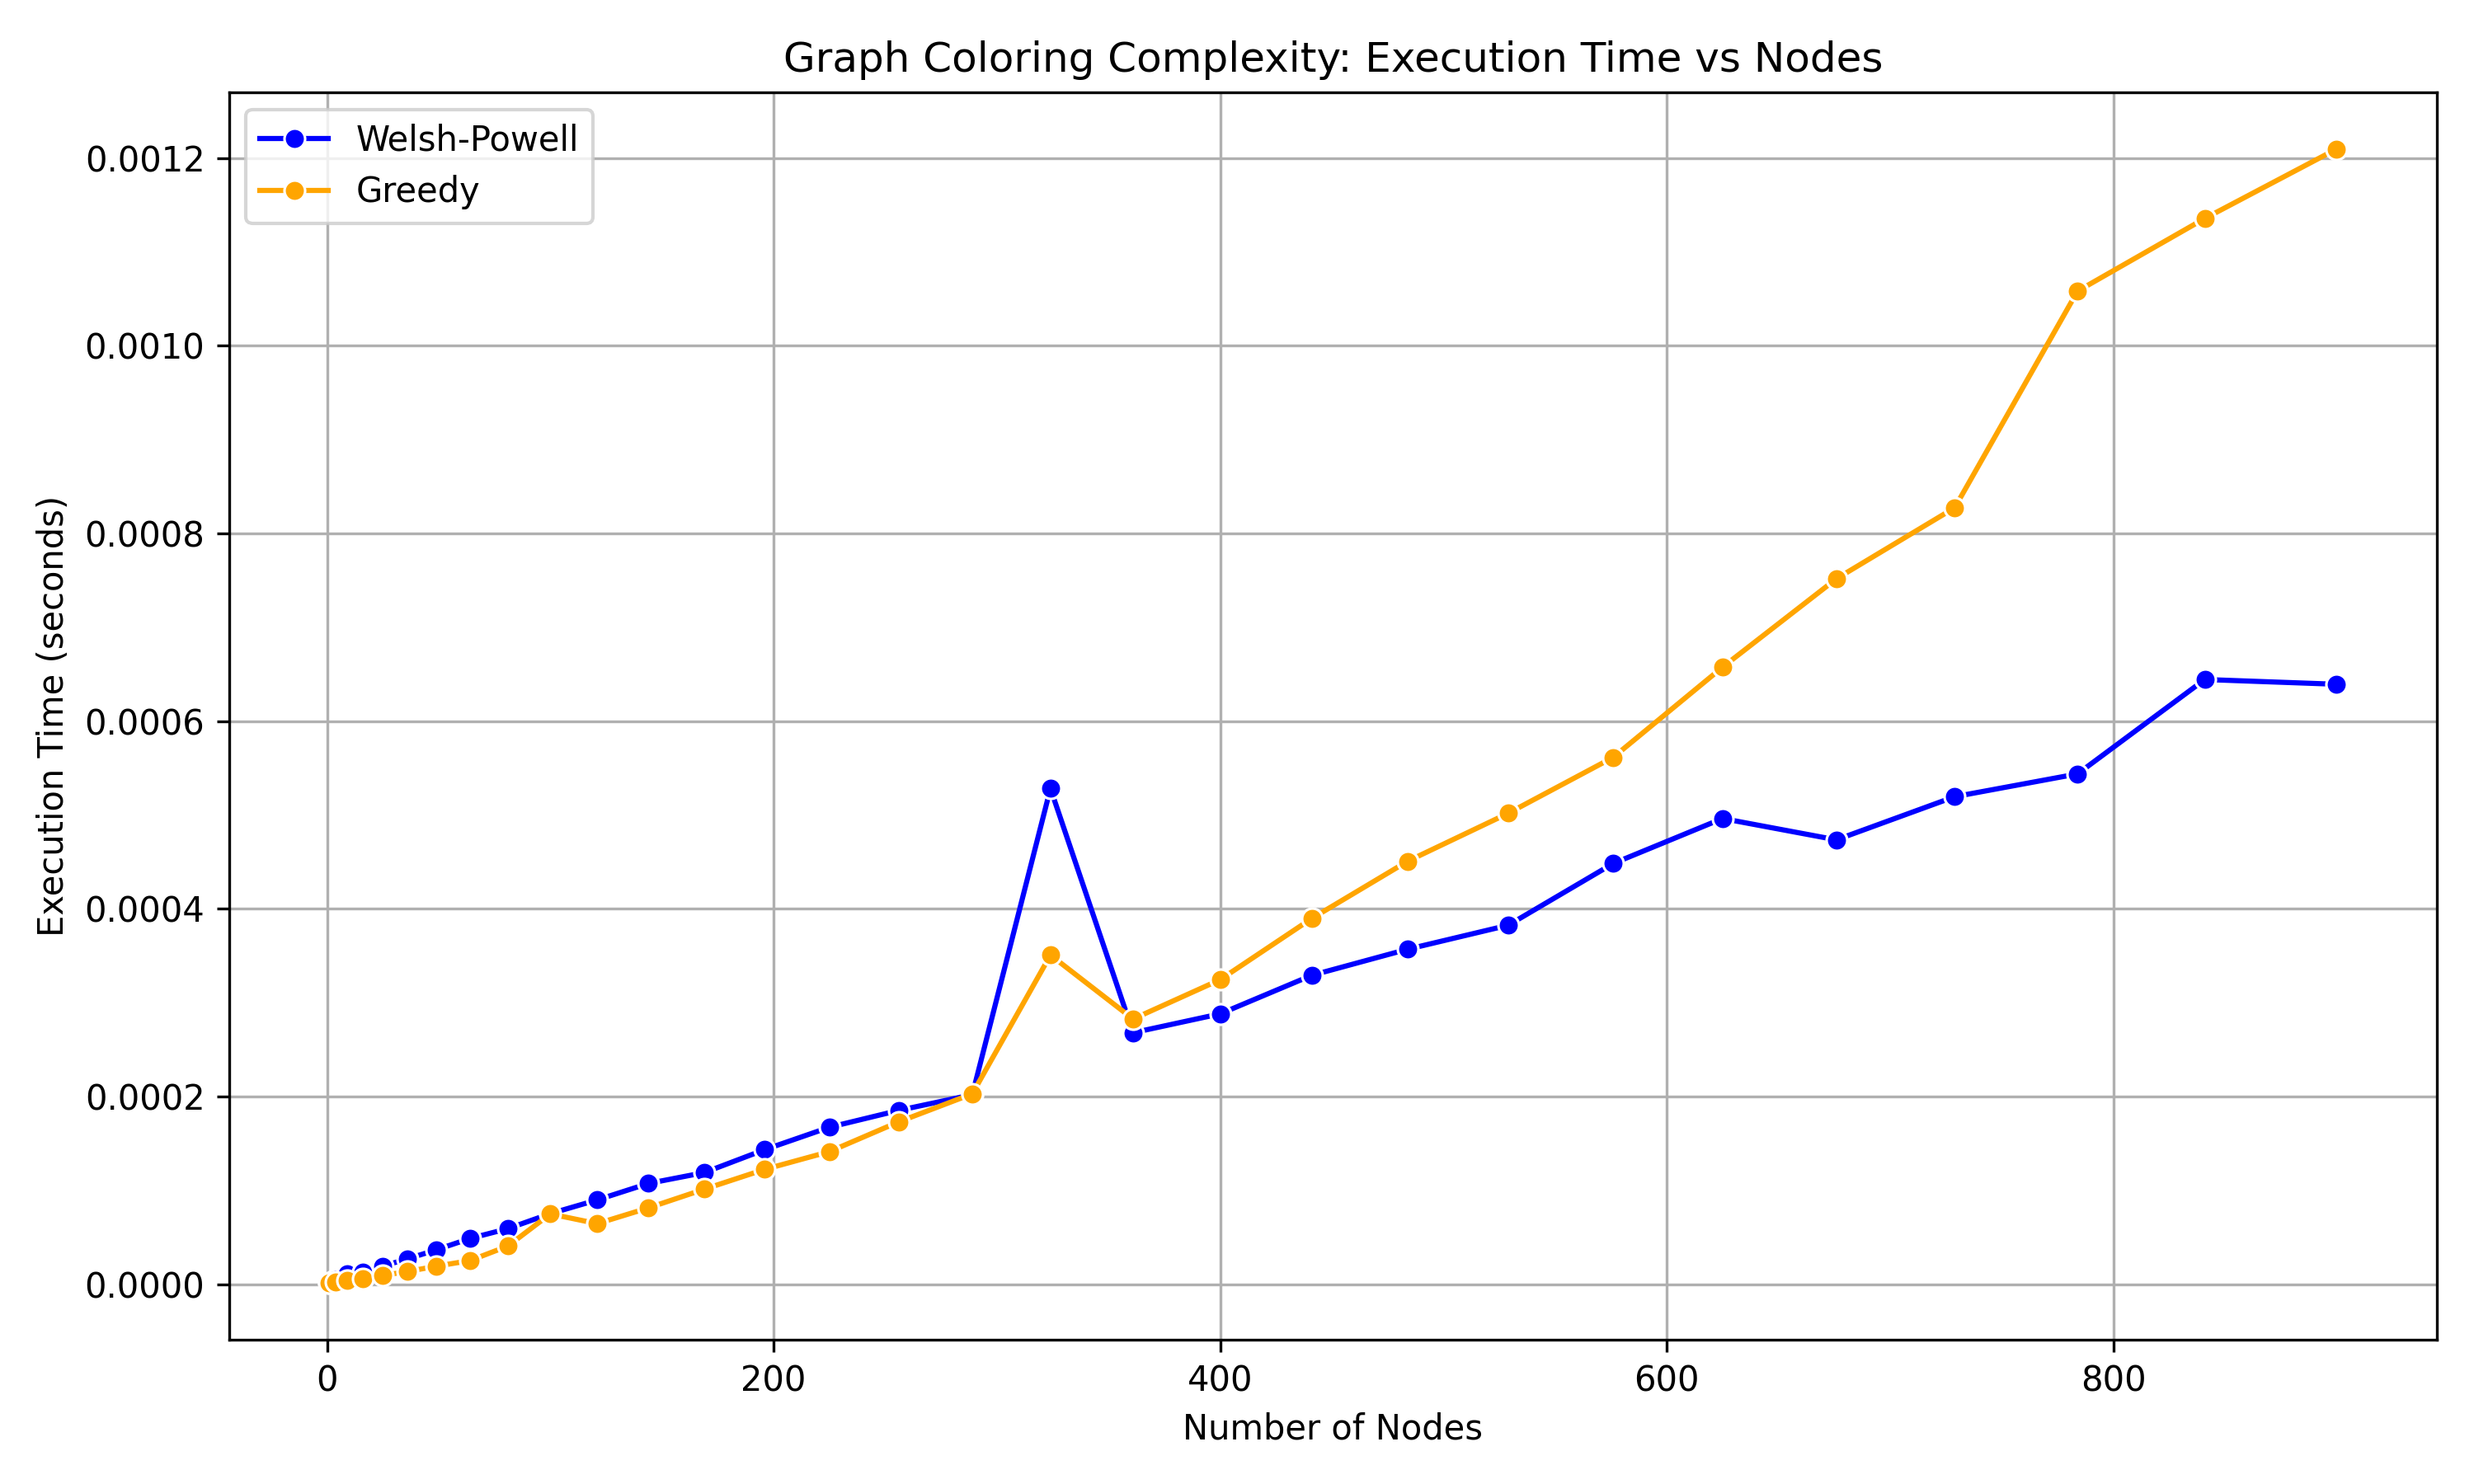 Graph Coloring Complexity: Execution Time vs Nodes
Welsh-Powell
Greedy
0.0012
0.0010
0.0008
0.0006
0.0004
0.0002
0.0000
Execution Time (seconds)
0 200 400 600 800
Number of Nodes